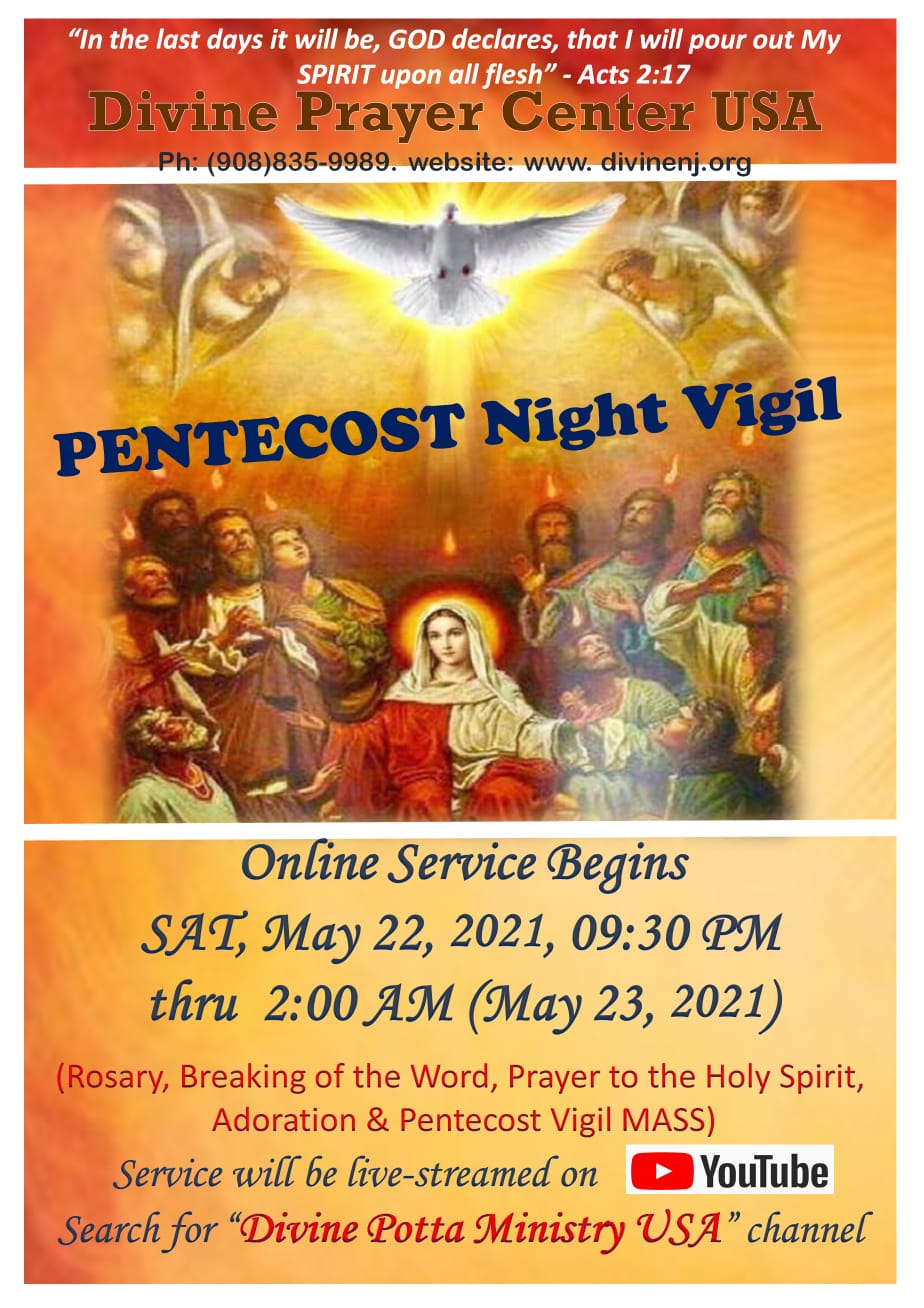 “In the last days it will be, GOD declares, that I will pour out My
SPIRIT upon all flesh” - Acts 2:17
Divine Prayer Center USA
Ph: (908)835-9989. website: www. divinenj.org
PENTECOST Night Vigil
Online Service Begins
SAT, May 22, 2021, 09:30 PM
thru 2:00 AM (May 23, 2021)
(Rosary, Breaking of the Word, Prayer to the Holy Spirit,
Adoration & Pentecost Vigil MASS)
Service will be live-streamed on YouTube
Search for “Divine Potta Ministry USA” channel